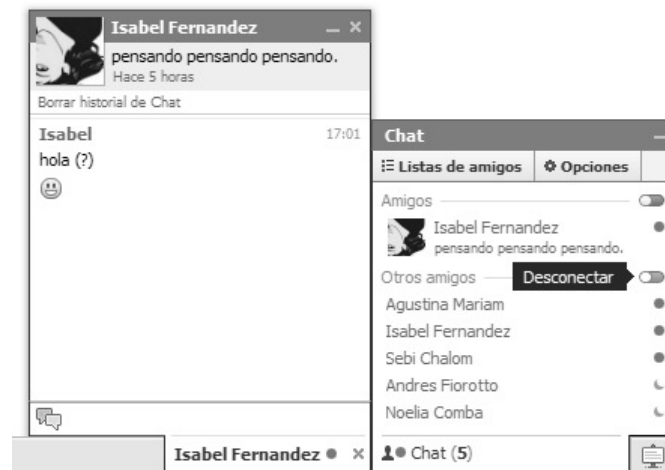 Isabel Fernandez
pensando pensando pensando.
Hace 5 horas
Borrar historial de Chat
Isabel 17:01
hola (?)
Isabel Fernandez
Chat
Listas de amigos Opciones
Amigos
Isabel Fernandez
pensando pensando pensando.
Otros amigos Desconectar
Agustina Mariam
Isabel Fernandez
Sebi Chalom
Andres Fiorotto
Noelia Comba
Chat (5)